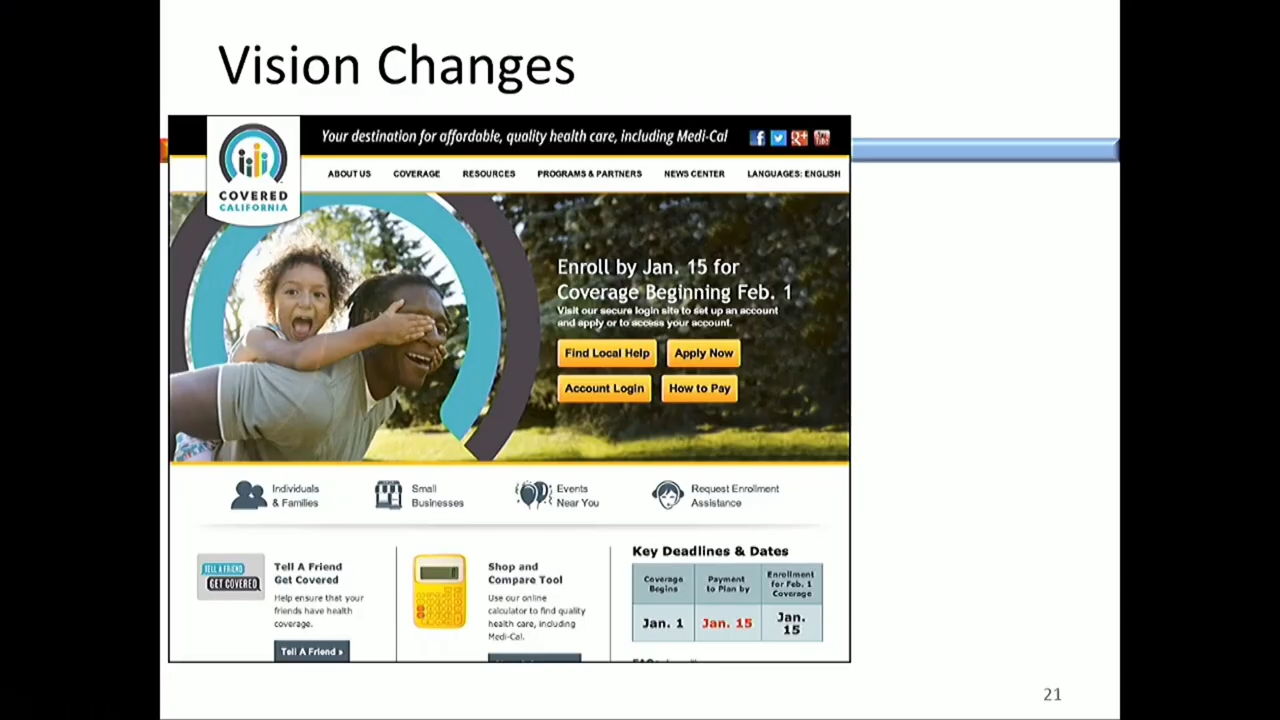 Vision Changes
Your destination for affordable, quality health care, including Medi-Cal
COVERED
CALIFORNIA
ABOUT US
COVERAGE
RESOURCES
PROGRAMS & PARTNERS
NEWS CENTER
LANGUAGES: ENGLISH
Enroll by Jan. 15 for
Coverage Beginning Feb. 1
Visit our secure login site to set up an account
and apply or to access your account.
Find Local Help
Apply Now
Account Login
How to Pay
Individuals
& Families
Small
Businesses
Events
Near You
Request Enrollment
Assistance
TELL A FRIEND
GET COVERED
Tell A Friend
Get Covered
Help ensure that your
friends have health
coverage.
Tell A Friend »
Shop and
Compare Tool
Use our online
calculator to find quality
health care, including
Medi-Cal.
Key Deadlines & Dates
Coverage
Begins
Payment
to Plan by
Enrollment
for Feb. 1
Coverage
Jan. 1
Jan. 15
Jan.
15
21